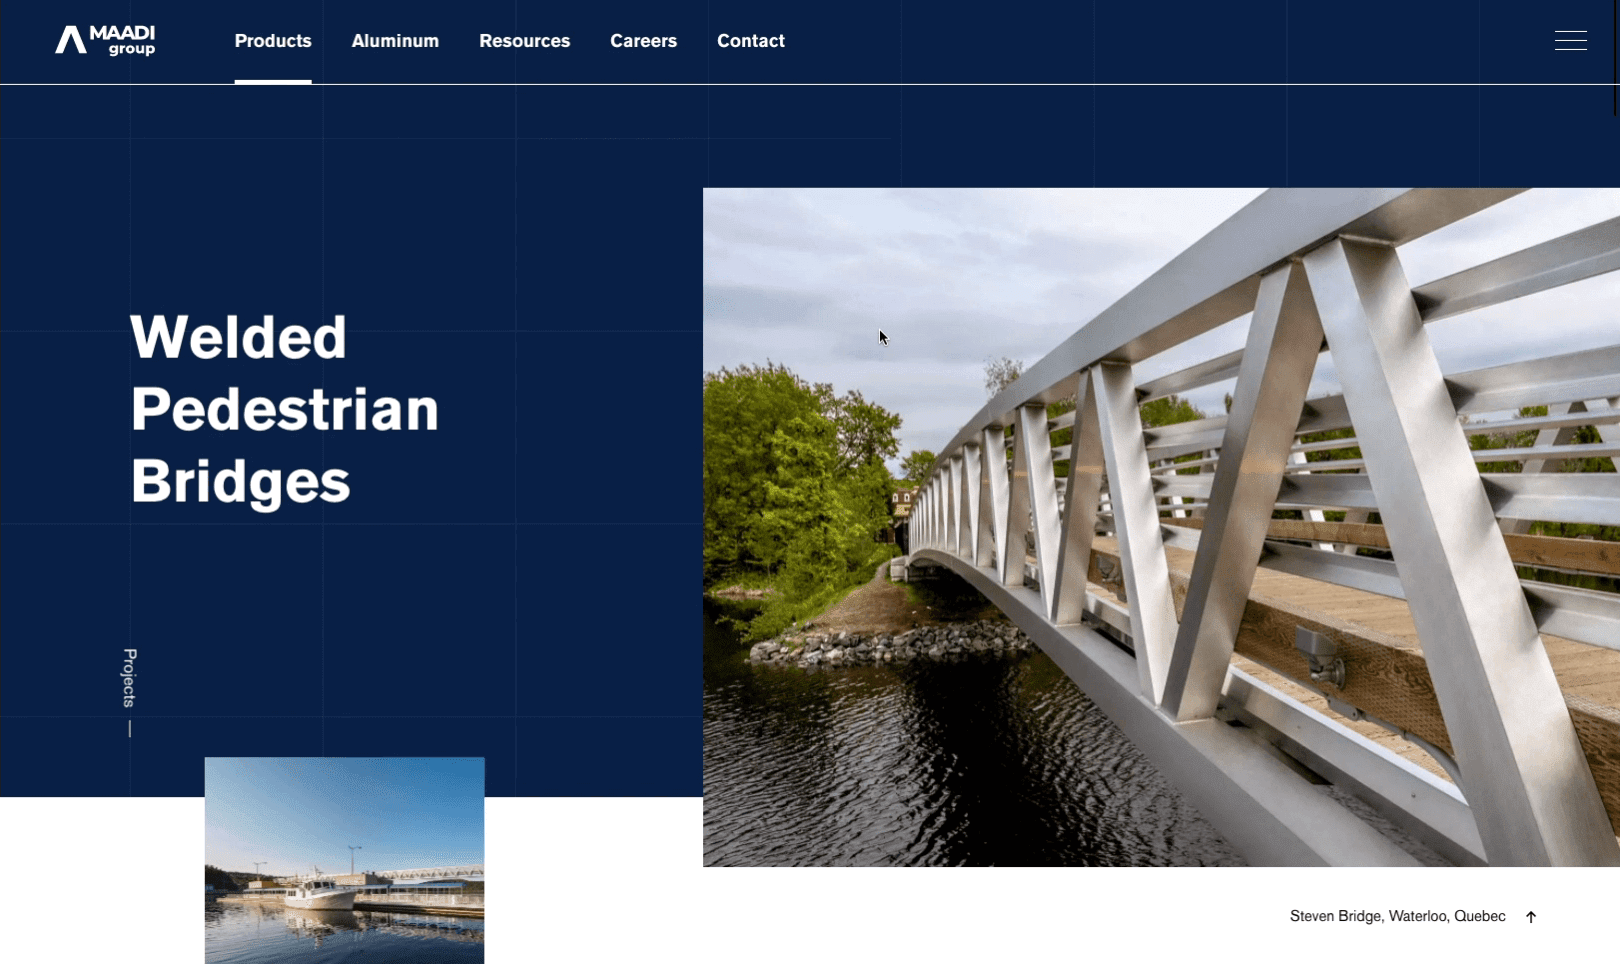 MAADI
group
Products
Aluminum
Resources
Careers
Contact
Welded
Pedestrian
Bridges
Projects
Steven Bridge, Waterloo, Quebec